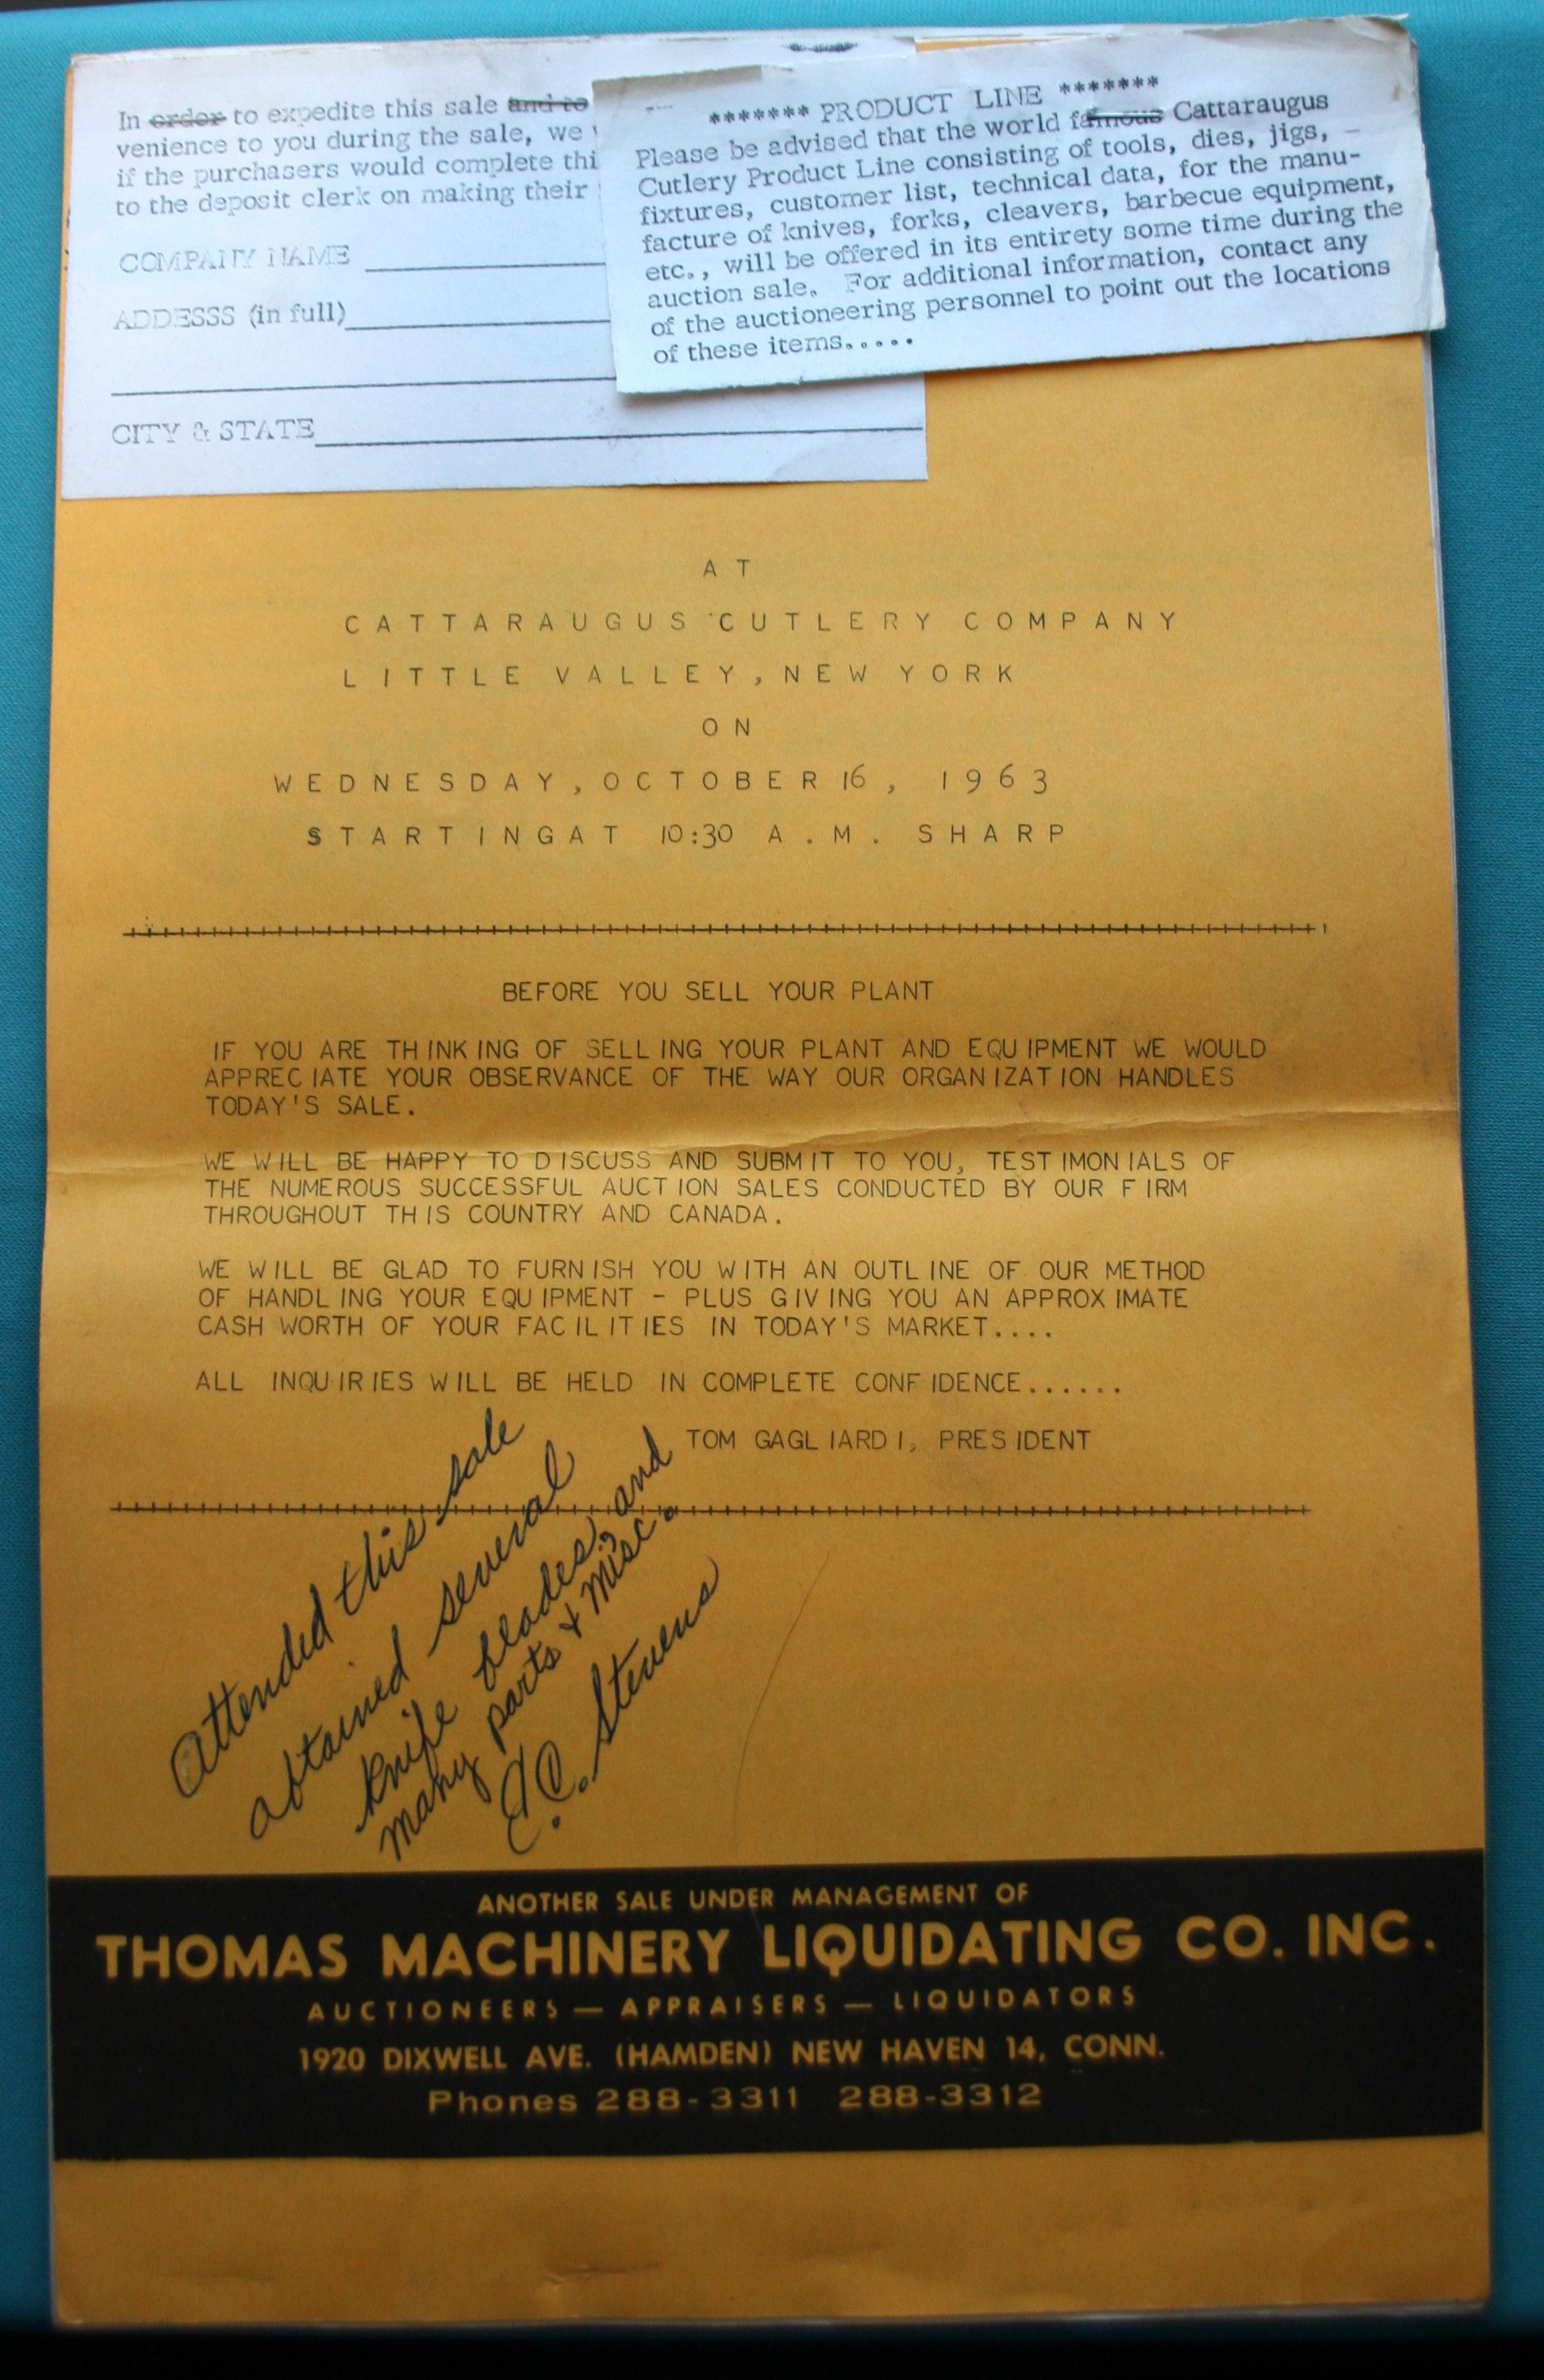 In order to expedite this sale and to
venience to you during the sale, we
if the purchasers would complete thi
to the deposit clerk on making their
COMPANY NAME
ADDESSS (in full)
CITY & STATE
******* PRODUCT LINE *******
Please be advised that the world famous Cattaraugus
Cutlery Product Line consisting of tools, dies, jigs, -
fixtures, customer list, technical data, for the manu-
facture of knives, forks, cleavers, barbecue equipment,
etc., will be offered in its entirety some time during the
auction sale. For additional information, contact any
of the auctioneering personnel to point out the locations
of these items.....
AT
CATTARAUGUS CUTLERY COMPANY
LITTLE VALLEY, NEW YORK
ON
WEDNESDAY, OCTOBER 16, 1963
STARTINGAT 10:30 A.M. SHARP
BEFORE YOU SELL YOUR PLANT
IF YOU ARE THINKING OF SELLING YOUR PLANT AND EQUIPMENT WE WOULD
APPRECIATE YOUR OBSERVANCE OF THE WAY OUR ORGANIZATION HANDLES
TODAY'S SALE.
WE WILL BE HAPPY TO DISCUSS AND SUBMIT TO YOU, TESTIMONIALS OF
THE NUMEROUS SUCCESSFUL AUCTION SALES CONDUCTED BY OUR FIRM
THROUGHOUT THIS COUNTRY AND CANADA.
WE WILL BE GLAD TO FURNISH YOU WITH AN OUTLINE OF OUR METHOD
OF HANDLING YOUR EQUIPMENT - PLUS GIVING YOU AN APPROXIMATE
CASH WORTH OF YOUR FACILITIES IN TODAY'S MARKET....
ALL INQUIRIES WILL BE HELD IN COMPLETE CONFIDENCE......
TOM GAGLIARDI, PRESIDENT
Attended this sale
obtained several
knife blades, and
many parts & misc.
E.C. Stevens
ANOTHER SALE UNDER MANAGEMENT OF
THOMAS MACHINERY LIQUIDATING CO. INC.
AUCTIONEERS — APPRAISERS — LIQUIDATORS
1920 DIXWELL AVE. (HAMDEN) NEW HAVEN 14, CONN.
Phones 288-3311 288-3312